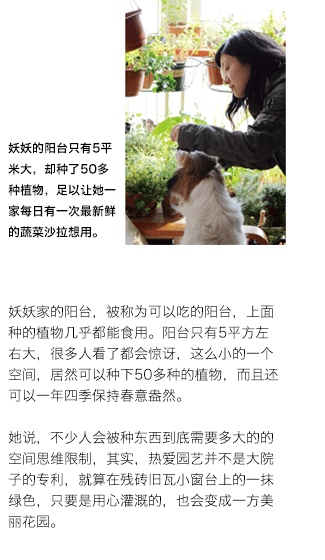 妖妖的阳台只有5平
米大，却种了50多
种植物，足以让她一
家每日有一次最新鲜
的蔬菜沙拉想用。
妖妖家的阳台，被称为可以吃的阳台，上面
种的植物几乎都能食用。阳台只有5平方左
右大，很多人看了都会惊讶，这么小的一个
空间，居然可以种下50多种的植物，而且还
可以一年四季保持春意盎然。
她说，不少人会被种东西到底需要多大的的
空间思维限制，其实，热爱园艺并不是大院
子的专利，就算在残砖旧瓦小窗台上的一抹
绿色，只要是用心灌溉的，也会变成一方美
丽花园。